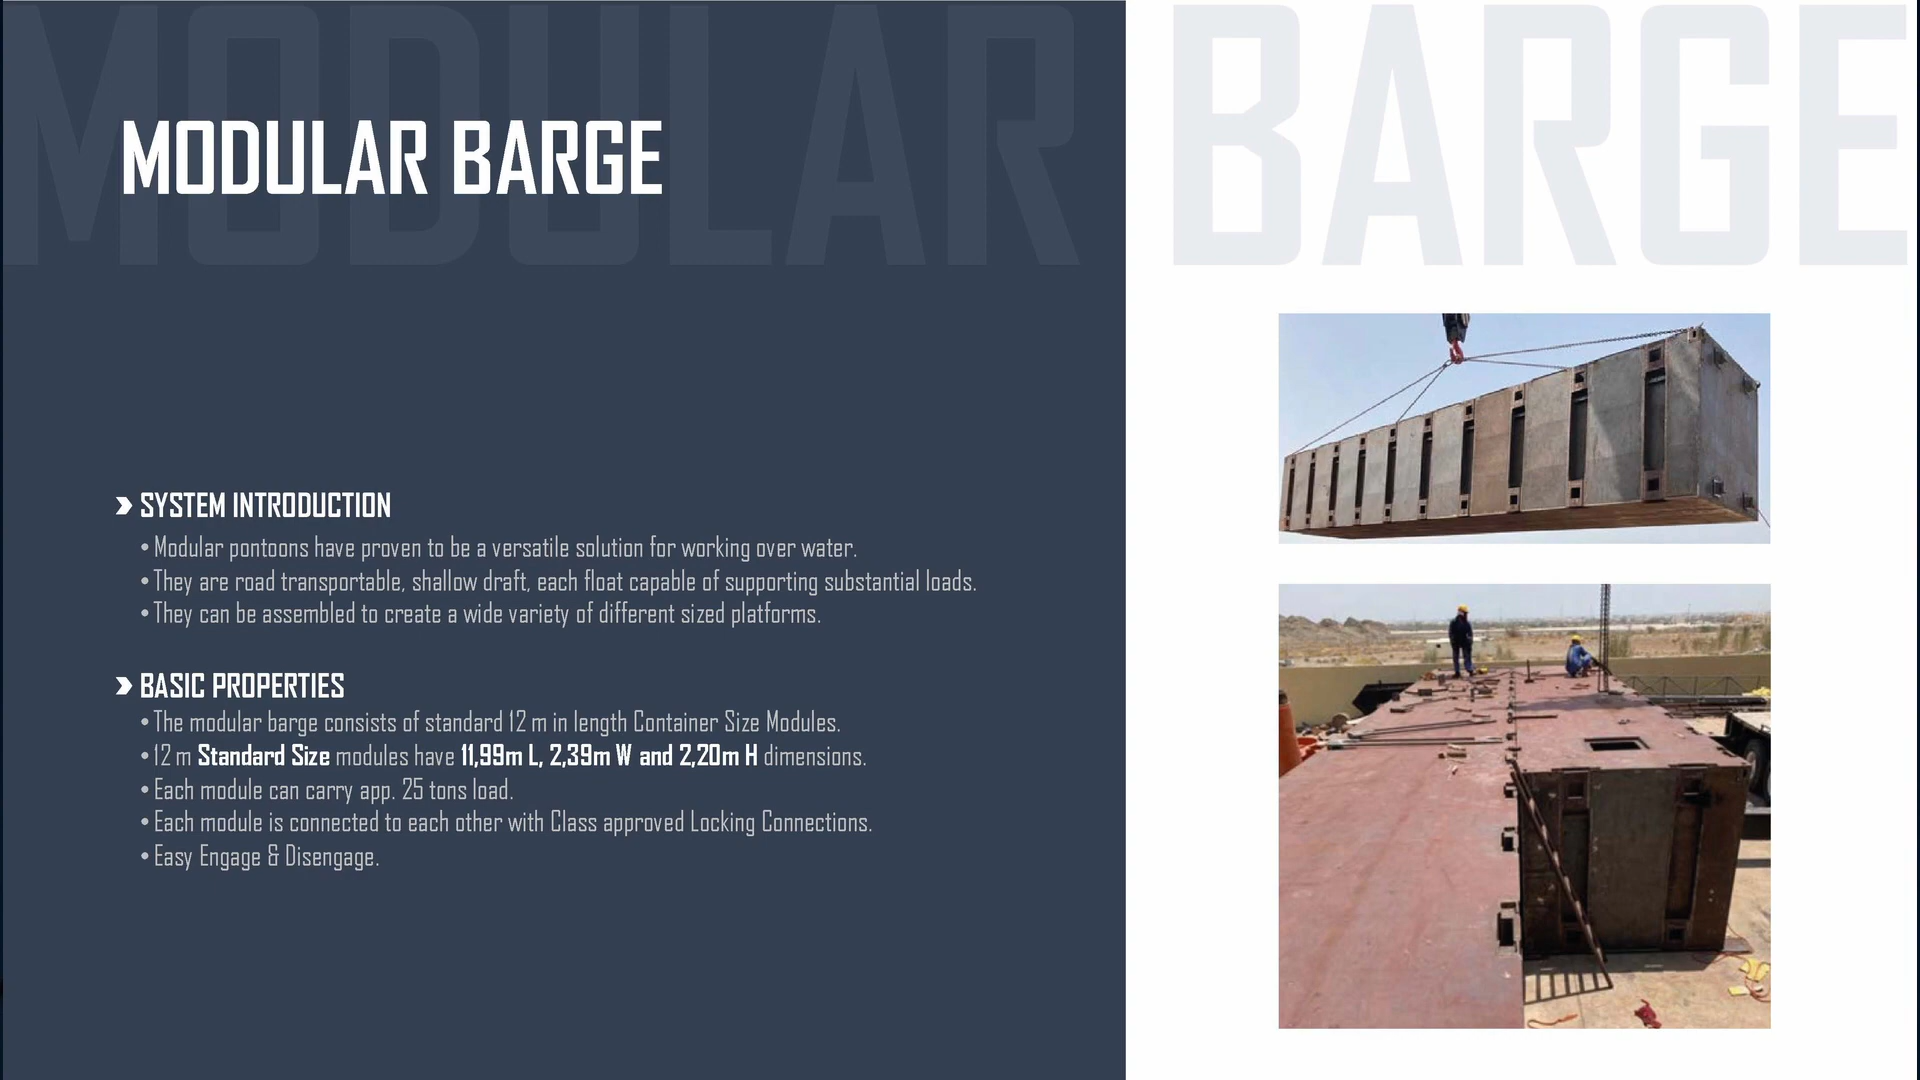 MODULAR BARGE
MODULAR BARGE
SYSTEM INTRODUCTION
• Modular pontoons have proven to be a versatile solution for working over water.
• They are road transportable, shallow draft, each float capable of supporting substantial loads.
• They can be assembled to create a wide variety of different sized platforms.
BASIC PROPERTIES
• The modular barge consists of standard 12 m in length Container Size Modules.
• 12 m Standard Size modules have 11,99m L, 2,39m W and 2,20m H dimensions.
• Each module can carry app. 25 tons load.
• Each module is connected to each other with Class approved Locking Connections.
• Easy Engage & Disengage.